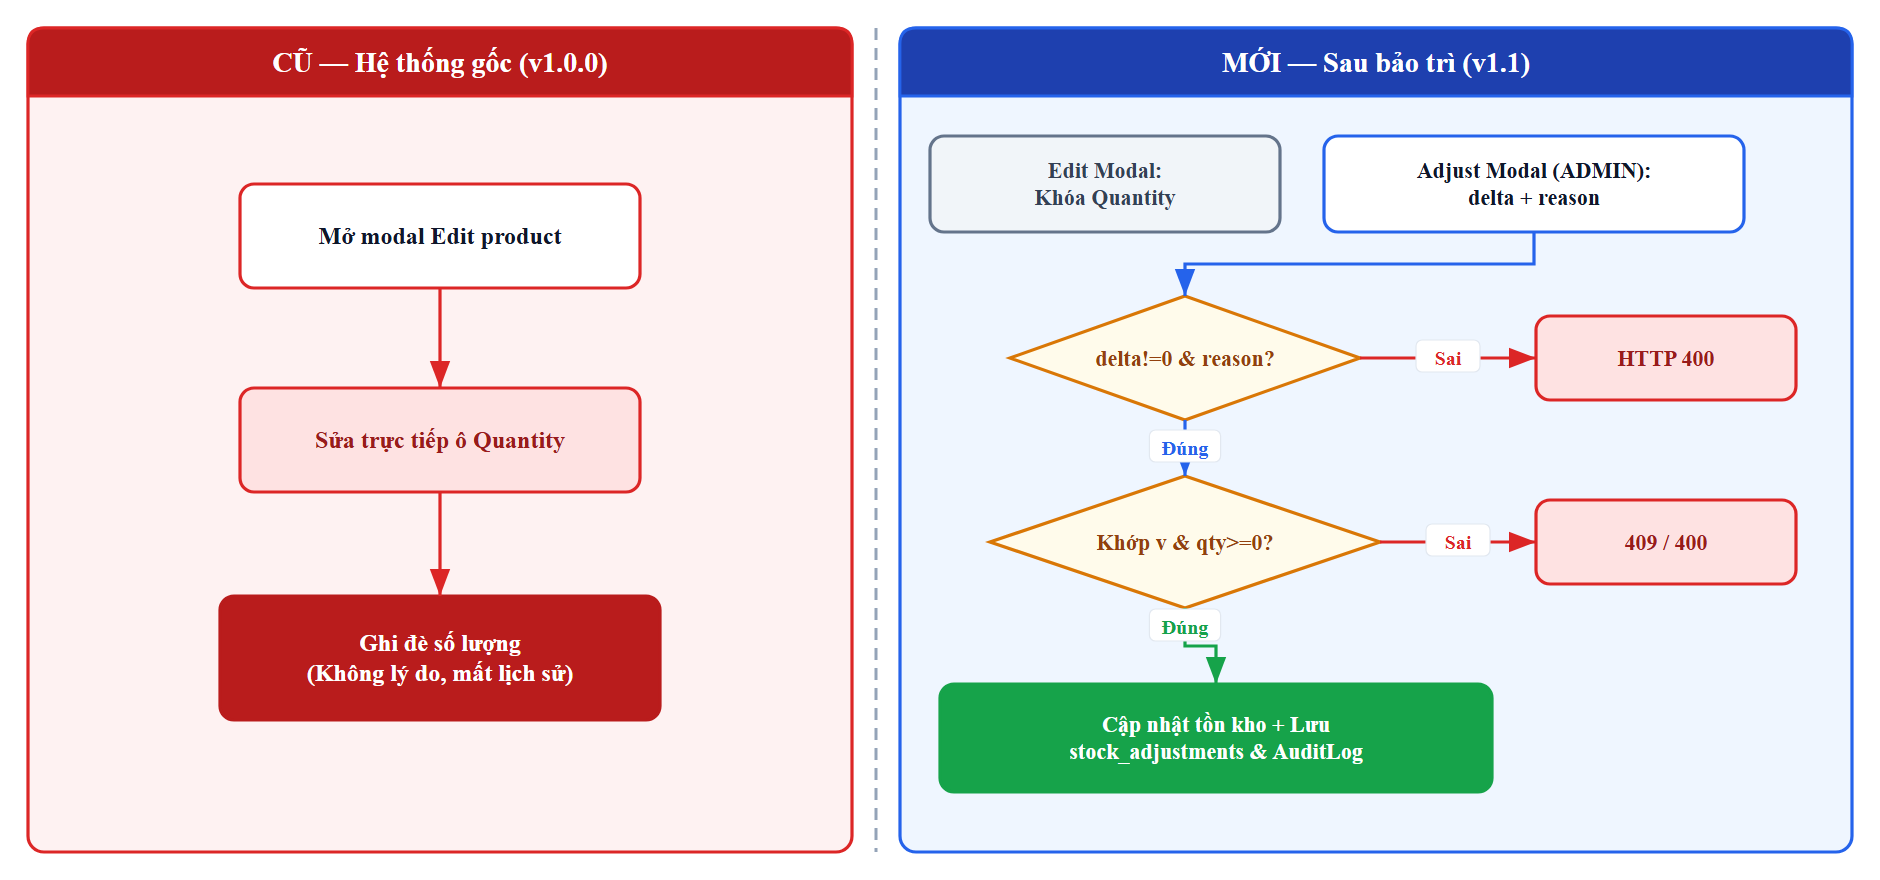 CŨ — Hệ thống gốc (v1.0.0)
Mở modal Edit product
Sửa trực tiếp ô Quantity
Ghi đè số lượng
(Không lý do, mất lịch sử)
MỚI — Sau bảo trì (v1.1)
Edit Modal:
Khóa Quantity
Adjust Modal (ADMIN):
delta + reason
delta!=0 & reason?
Sai
HTTP 400
Đúng
Khớp v & qty>=0?
Sai
409 / 400
Đúng
Cập nhật tồn kho + Lưu
stock_adjustments & AuditLog